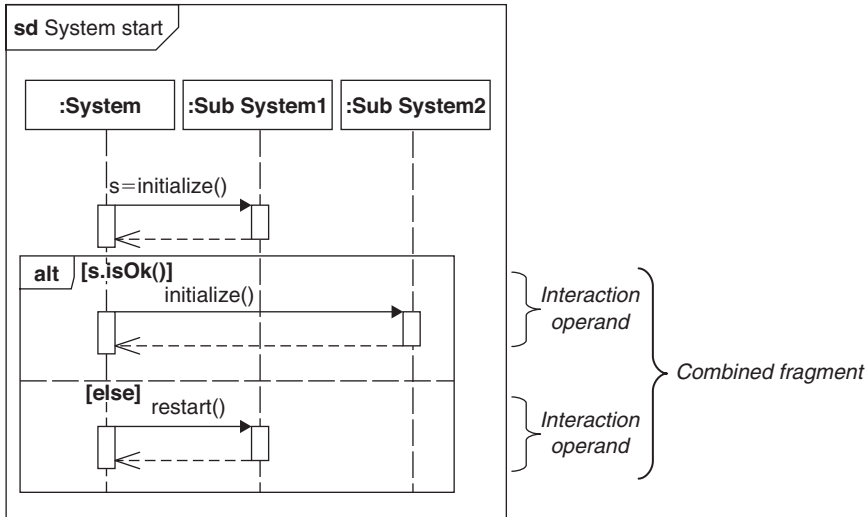 sd System start
:System
:Sub System1
:Sub System2
s=initialize()
alt
[s.isOk()]
initialize()
Interaction
operand
Combined fragment
[else]
restart()
Interaction
operand